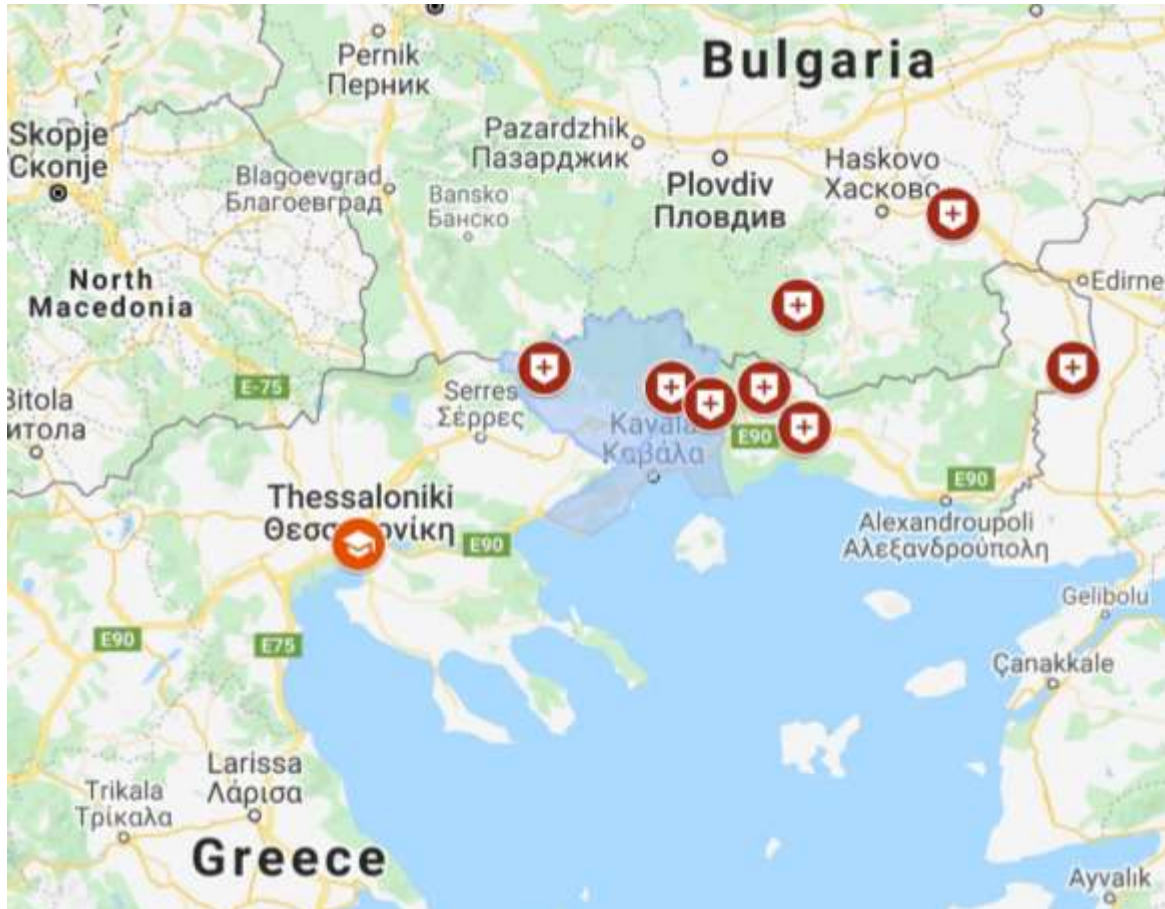 Pernik
Перник
Bulgaria
Skopje
Скопје
Pazardzhik
Пазарджик
Haskovo
Хасково
Blagoevgrad
Благоевград
Bansko
Банско
Plovdiv
Пловдив
North
Macedonia
Edirne
E-75
Serres
Σέρρες
Bitola
итола
Kavala
Καβάλα
E90
Thessaloniki
E90
E90
Alexandroupoli
Αλεξανδρούπολη
Gelibolu
E90
E75
Çanakkale
Larissa
Λάρισα
Trikala
Τρίκαλα
Greece
Ayvalık